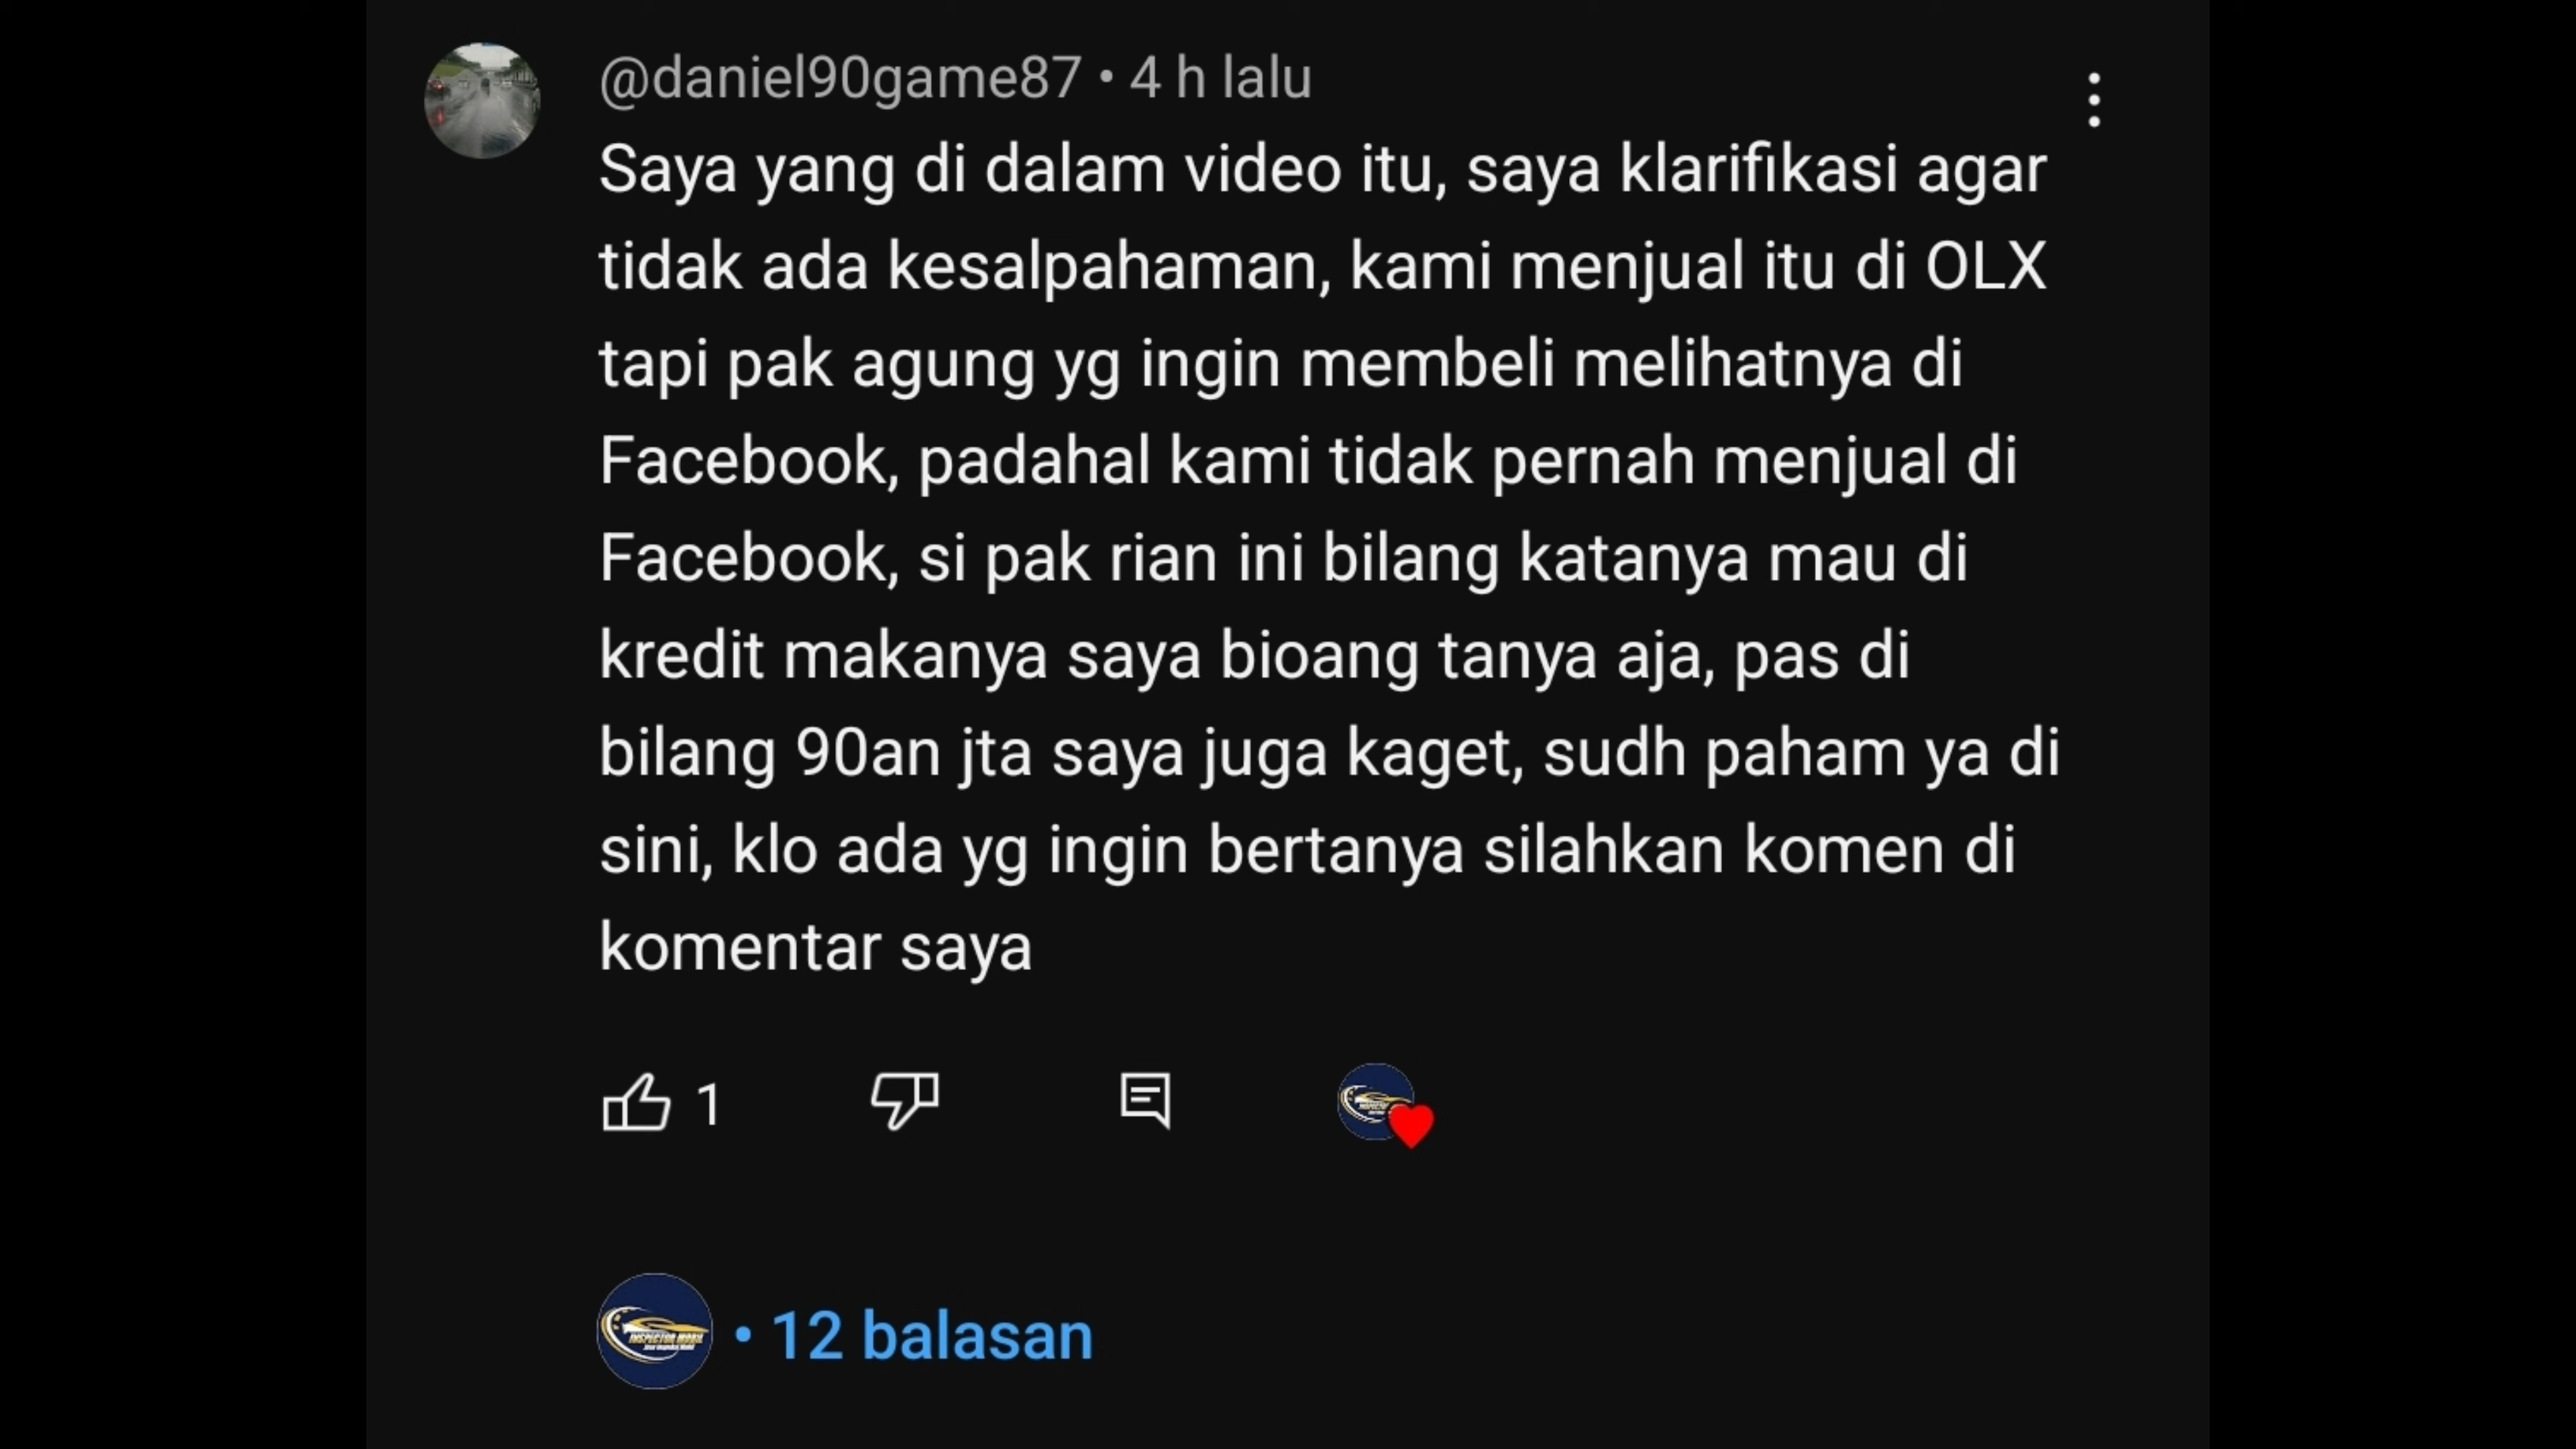 @daniel90game87 • 4 h lalu
Saya yang di dalam video itu, saya klarifikasi agar
tidak ada kesalpahaman, kami menjual itu di OLX
tapi pak agung yg ingin membeli melihatnya di
Facebook, padahal kami tidak pernah menjual di
Facebook, si pak rian ini bilang katanya mau di
kredit makanya saya bioang tanya aja, pas di
bilang 90an jta saya juga kaget, sudh paham ya di
sini, klo ada yg ingin bertanya silahkan komen di
komentar saya
1
INSPECTOR MOBIL
• 12 balasan